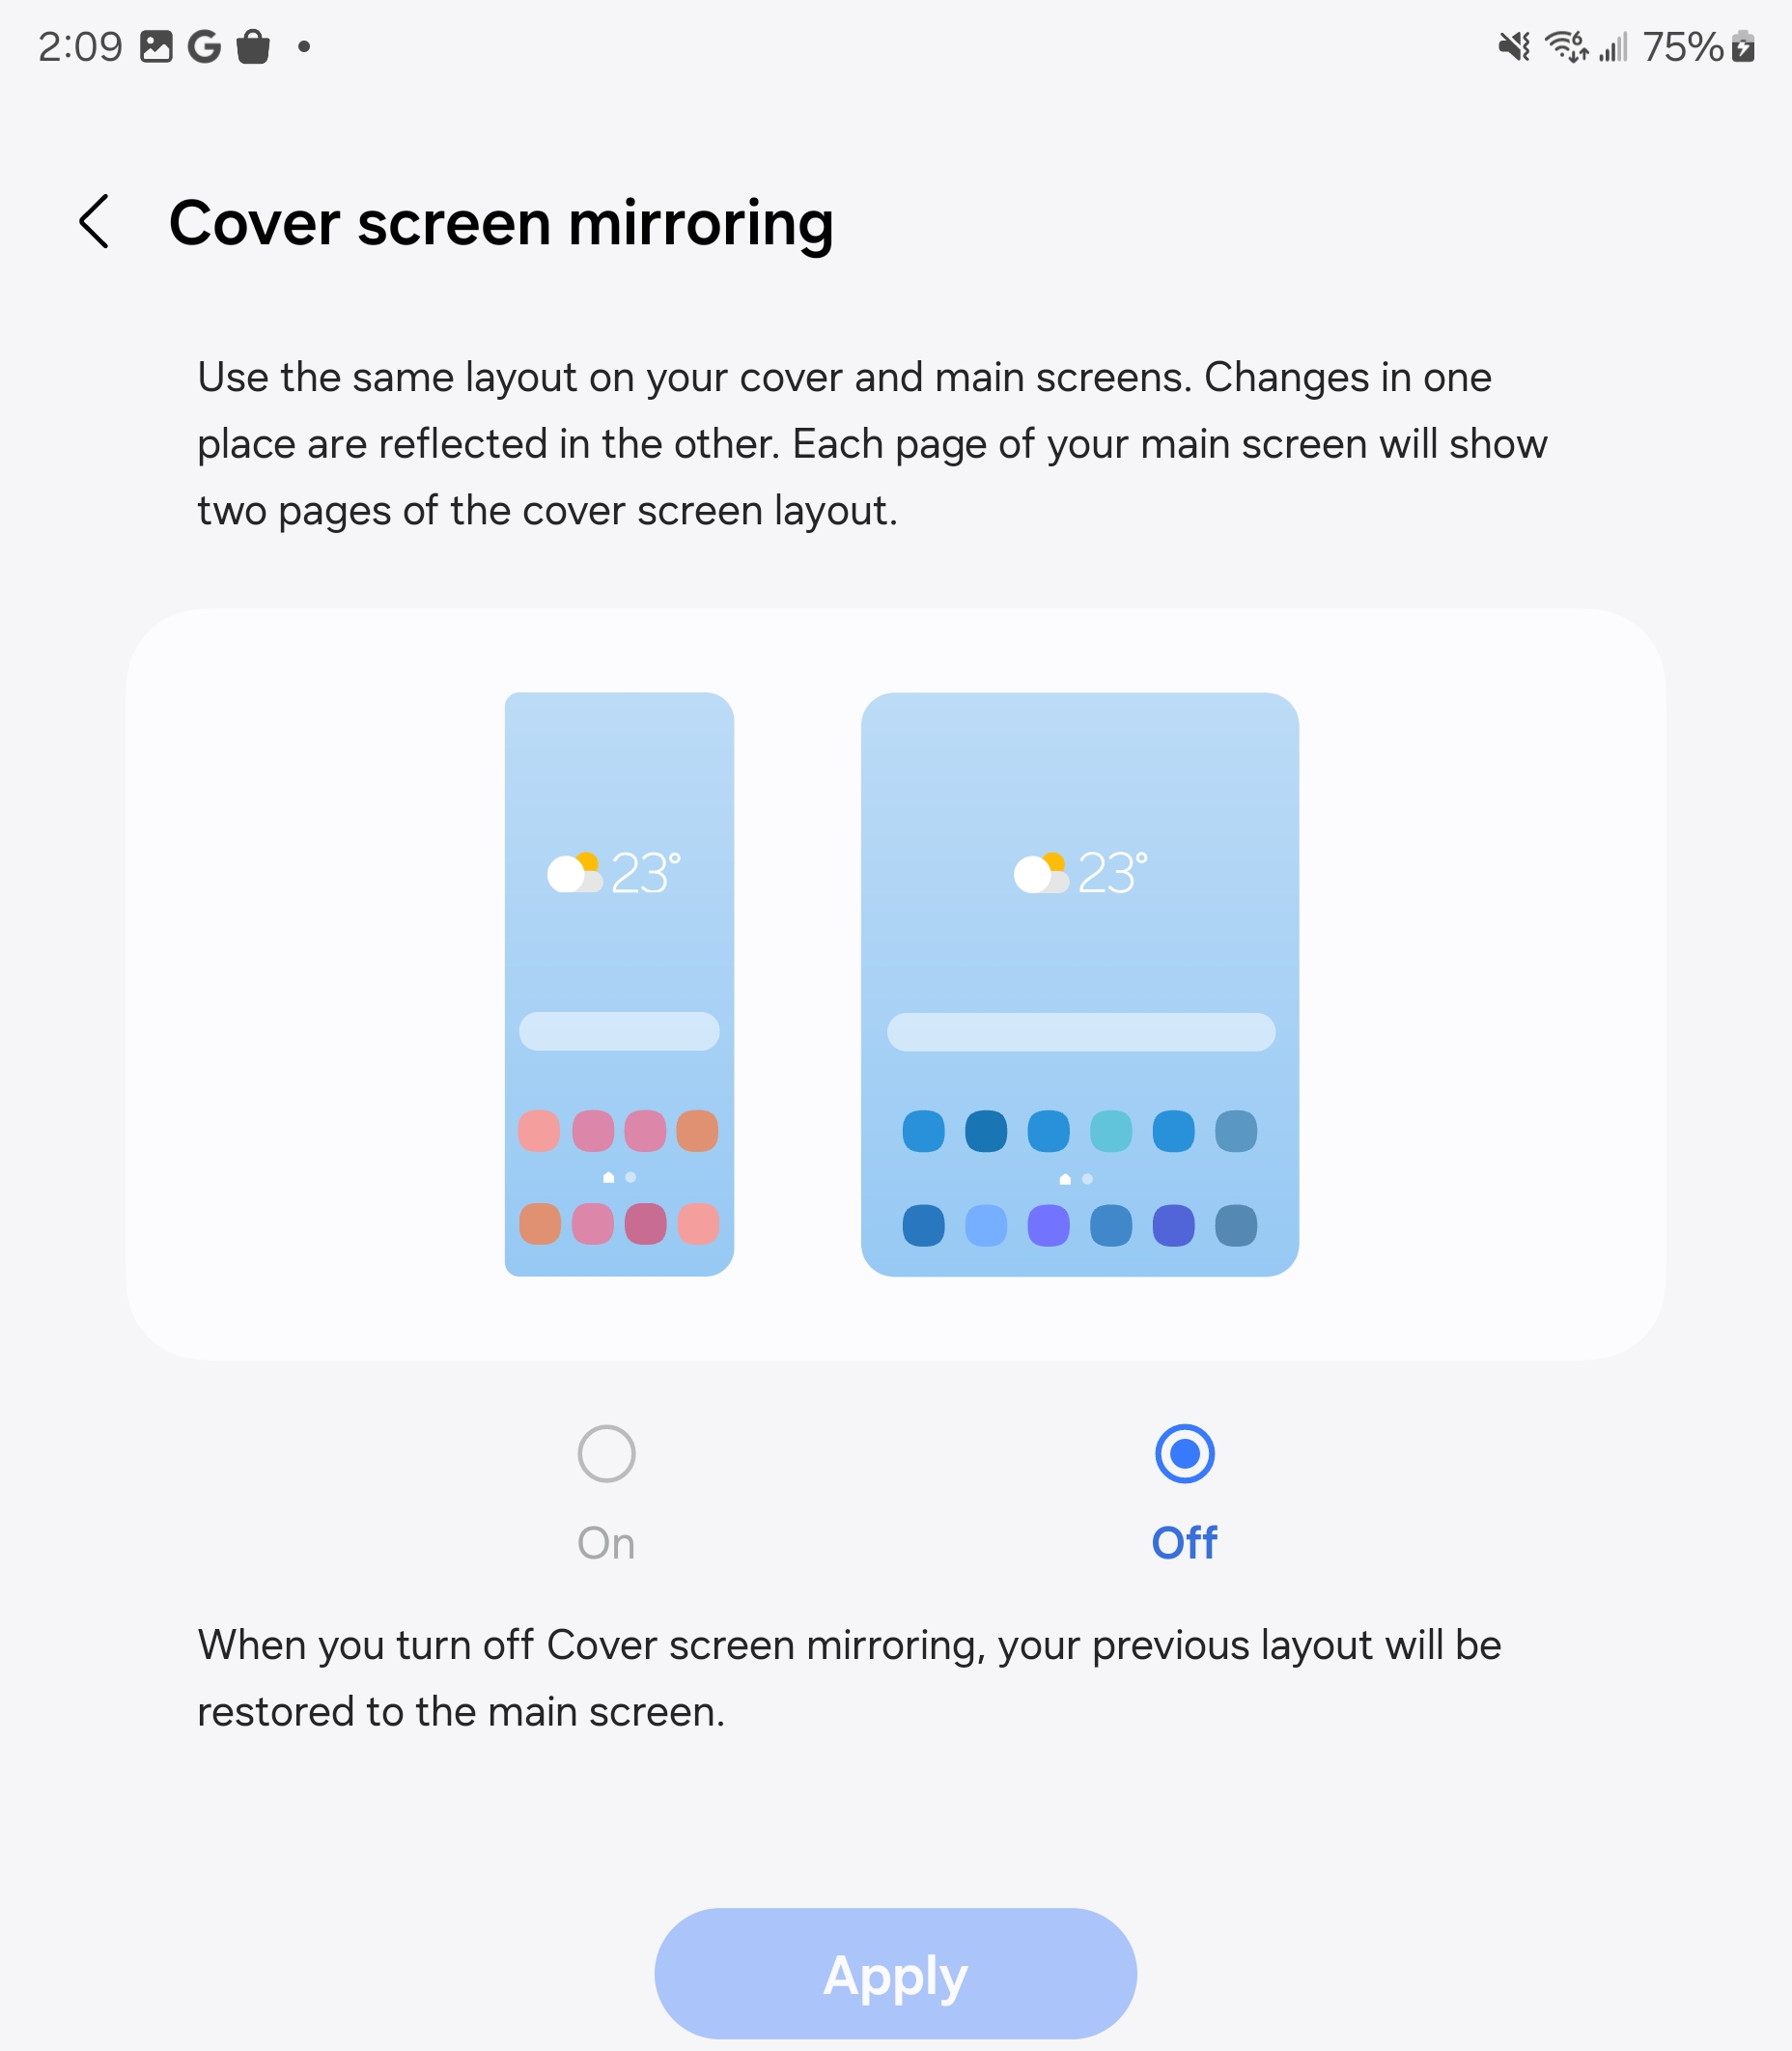 2:09 75%
Cover screen mirroring
Use the same layout on your cover and main screens. Changes in one
place are reflected in the other. Each page of your main screen will show
two pages of the cover screen layout.
23° 23°
On Off
When you turn off Cover screen mirroring, your previous layout will be
restored to the main screen.
Apply